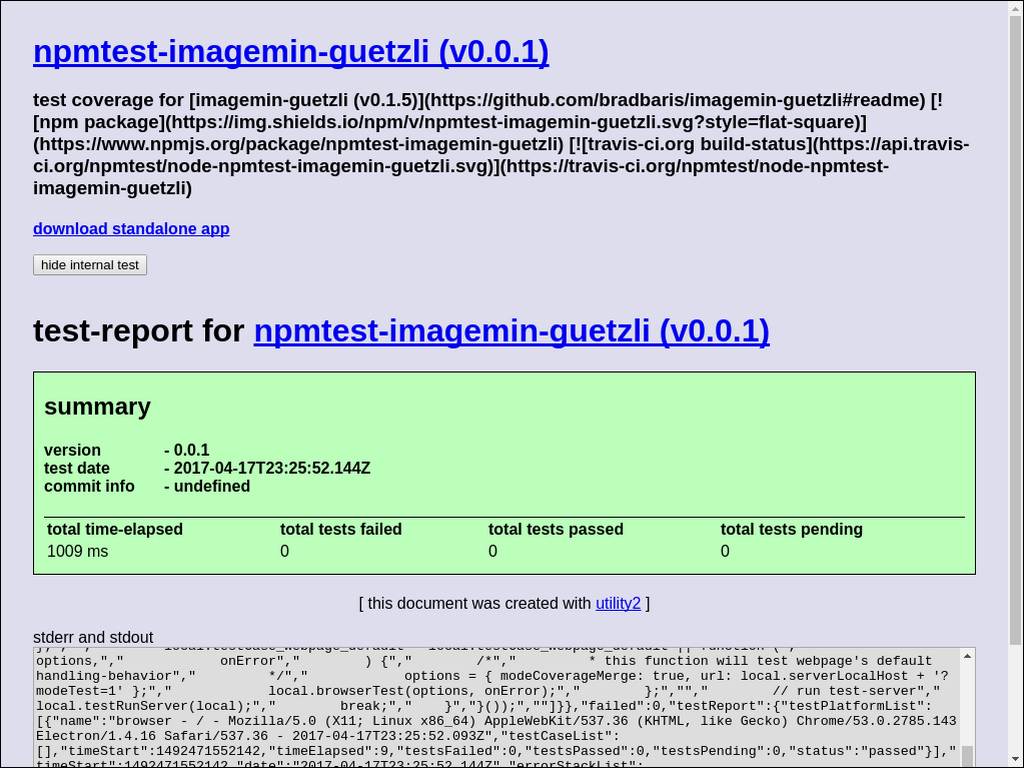 npmtest-imagemin-guetzli (v0.0.1)
test coverage for [imagemin-guetzli (v0.1.5)](https://github.com/bradbaris/imagemin-guetzli#readme) [!
[npm package](https://img.shields.io/npm/v/npmtest-imagemin-guetzli.svg?style=flat-square)]
(https://www.npmjs.org/package/npmtest-imagemin-guetzli) [![travis-ci.org build-status](https://api.travis-
ci.org/npmtest/node-npmtest-imagemin-guetzli.svg)](https://travis-ci.org/npmtest/node-npmtest-
imagemin-guetzli)
download standalone app
hide internal test
test-report for npmtest-imagemin-guetzli (v0.0.1)
summary
version - 0.0.1
test date - 2017-04-17T23:25:52.144Z
commit info - undefined
total time-elapsed total tests failed total tests passed total tests pending
1009 ms 0 0 0
[ this document was created with utility2 ]
stderr and stdout
options,"," onError"," ) {"," /*"," * this function will test webpage's default
handling-behavior"," */"," options = { modeCoverageMerge: true, url: local.serverLocalHost + '?
modeTest=1' };"," local.browserTest(options, onError);"," };",""," // run test-server","
local.testRunServer(local);"," break;"," }","}());",""]}},"failed":0,"testReport":{"testPlatformList":
[{"name":"browser - / - Mozilla/5.0 (X11; Linux x86_64) AppleWebKit/537.36 (KHTML, like Gecko) Chrome/53.0.2785.143
Electron/1.4.16 Safari/537.36 - 2017-04-17T23:25:52.093Z","testCaseList":
[],"timeStart":1492471552142,"timeElapsed":9,"testsFailed":0,"testsPassed":0,"testsPending":0,"status":"passed"}],"
timeStart":1492471552142,"date":"2017-04-17T23:25:52.144Z","errorStackList":